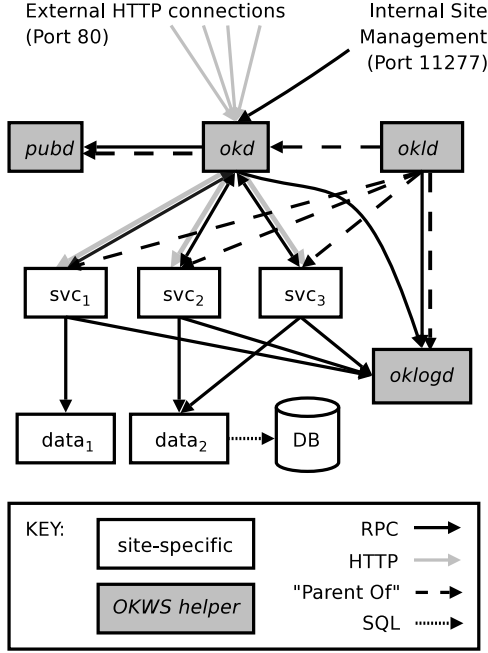 External HTTP connections
(Port 80)
Internal Site
Management
(Port 11277)
pubd
okd
okld
svc₁
svc₂
svc₃
oklogd
data₁
data₂
DB
KEY:
site-specific
OKWS helper
RPC
HTTP
"Parent Of"
SQL